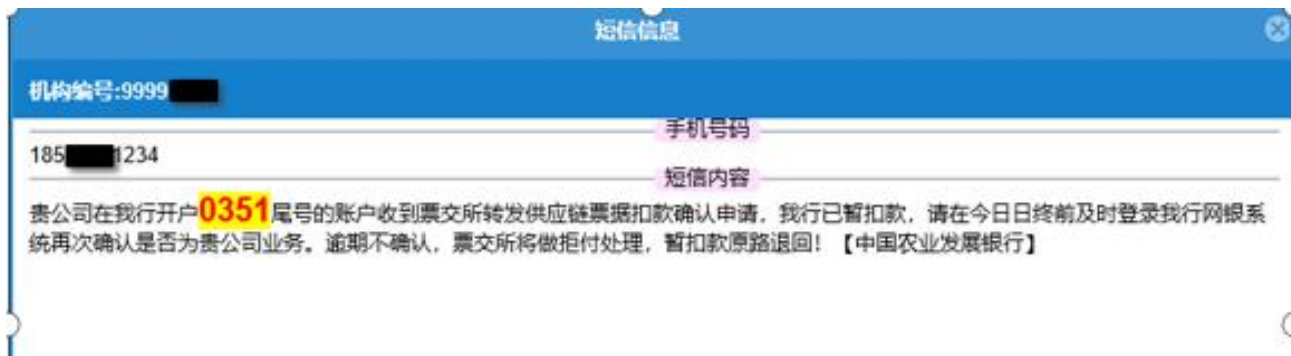 短信信息
机构编号:9999
手机号码
185 1234
短信内容
贵公司在我行开户0351尾号的账户收到票交所转发供应链票据扣款确认申请，我行已暂扣款，请在今日日终前及时登录我行网银系
统再次确认是否为贵公司业务。逾期不确认，票交所将做拒付处理，暂扣款原路退回！【中国农业发展银行】